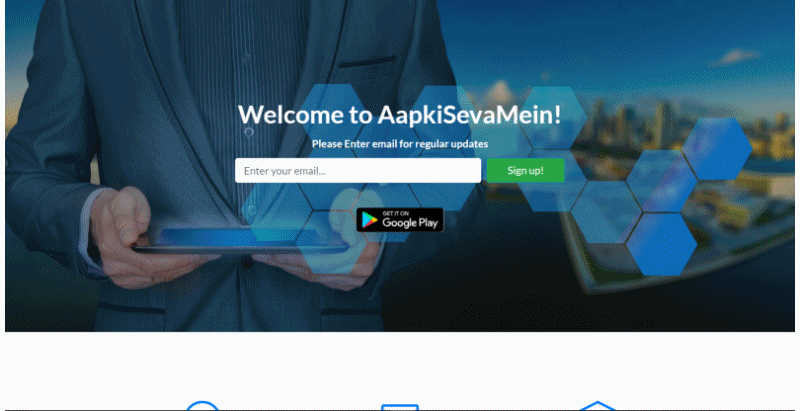 Welcome to AapkiSevaMein!
Please Enter email for regular updates
Enter your email...
Sign up!
GET IT ON
Google Play